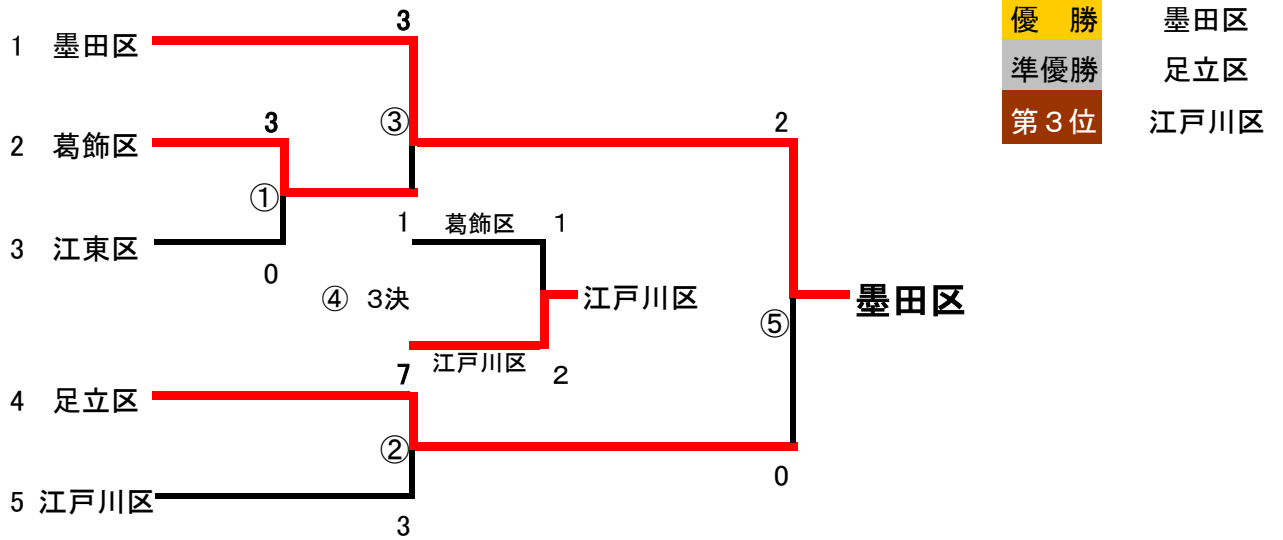 3
優　勝　墨田区
1 墨田区
準優勝　足立区
3
③
2
第３位　江戸川区
2 葛飾区
①
1 葛飾区 1
3 江東区
0
④ ３決
江戸川区
墨田区
⑤
江戸川区 2
7
4 足立区
②
0
5 江戸川区
3